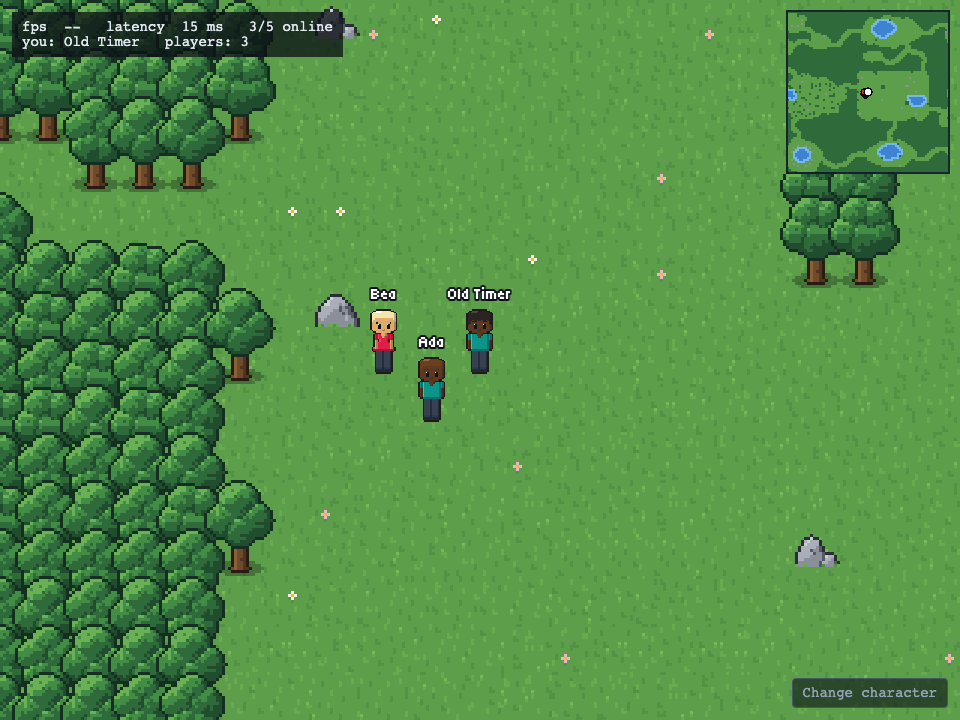 fps -- latency 15 ms 3/5 online
you: Old Timer players: 3
Bea
Old Timer
Ada
Change character